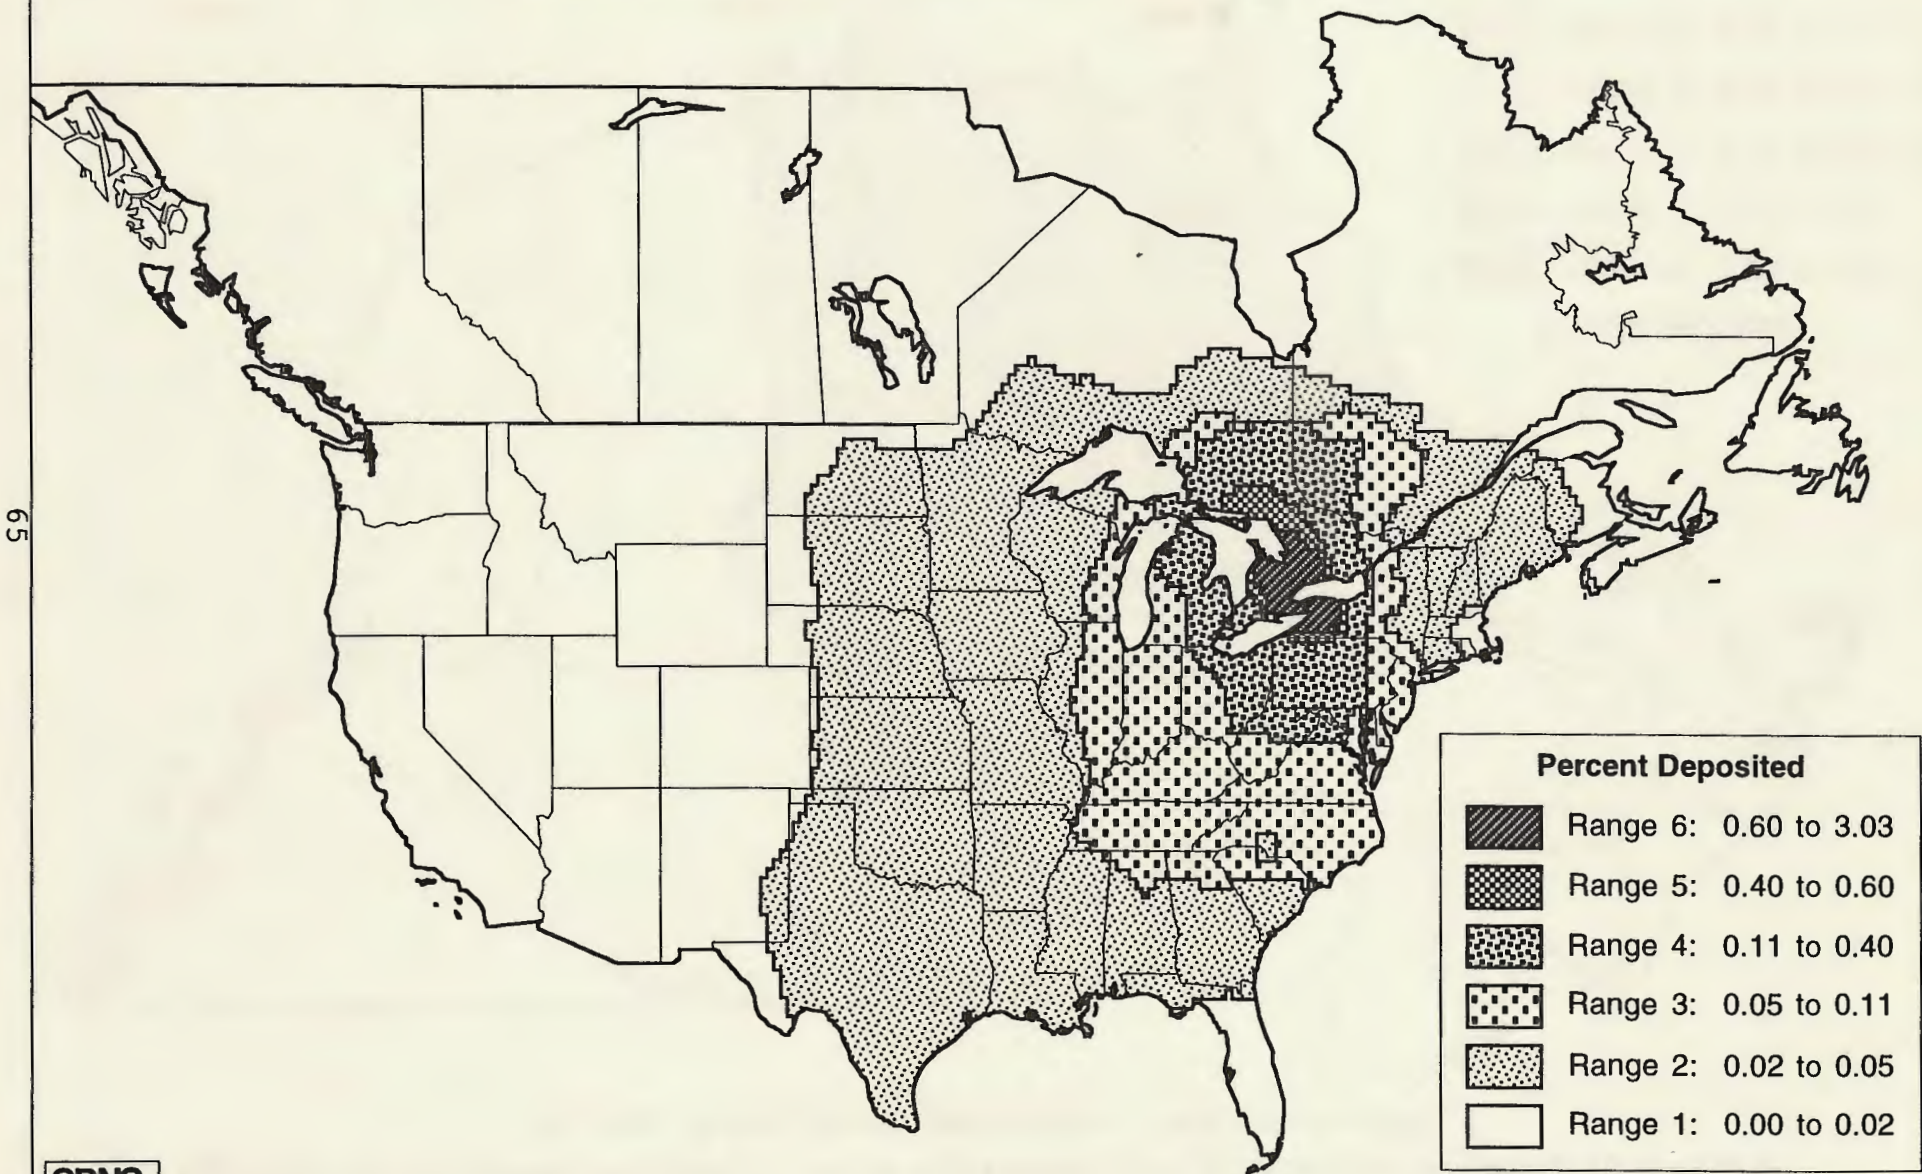 65
Percent Deposited
Range 6: 0.60 to 3.03
Range 5: 0.40 to 0.60
Range 4: 0.11 to 0.40
Range 3: 0.05 to 0.11
Range 2: 0.02 to 0.05
Range 1: 0.00 to 0.02